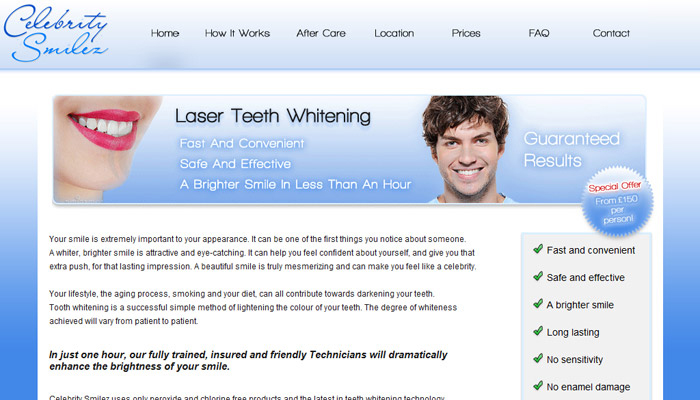 Celebrity
Smilez
Home How It Works After Care Location Prices FAQ Contact
Laser Teeth Whitening
Fast And Convenient
Safe And Effective
A Brighter Smile In Less Than An Hour
Guaranteed
Results
Special Offer
From £150
per
person!
Your smile is extremely important to your appearance. It can be one of the first things you notice about someone.
A whiter, brighter smile is attractive and eye-catching. It can help you feel confident about yourself, and give you that
extra push, for that lasting impression. A beautiful smile is truly mesmerizing and can make you feel like a celebrity.
Your lifestyle, the aging process, smoking and your diet, can all contribute towards darkening your teeth.
Tooth whitening is a successful simple method of lightening the colour of your teeth. The degree of whiteness
achieved will vary from patient to patient.
In just one hour, our fully trained, insured and friendly Technicians will dramatically
enhance the brightness of your smile.
Celebrity Smilez uses only peroxide and chlorine free products and the latest in teeth whitening technology
Fast and convenient
Safe and effective
A brighter smile
Long lasting
No sensitivity
No enamel damage